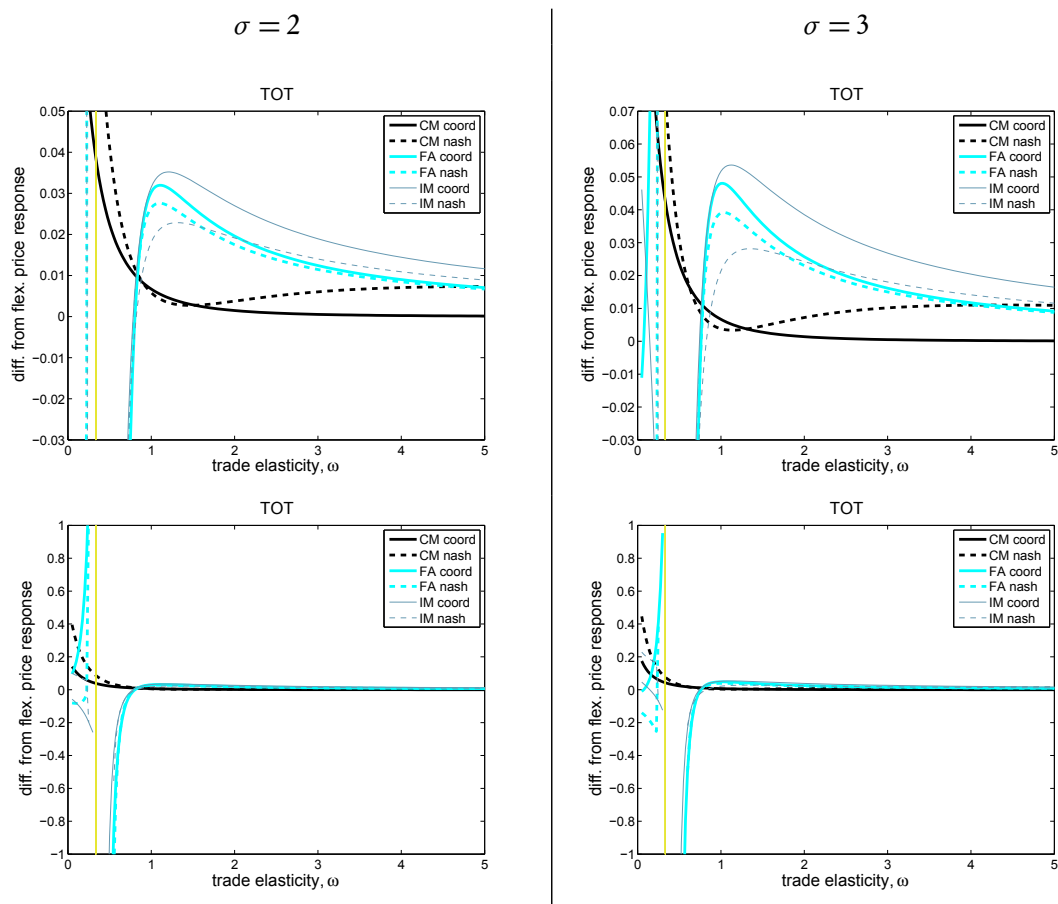 σ = 2
σ = 3
TOT
diff. from flex. price response
0.05
0.04
0.03
0.02
0.01
0
−0.01
−0.02
−0.03
CM coord
CM nash
FA coord
FA nash
IM coord
IM nash
0 1 2 3 4 5
trade elasticity, ω
TOT
diff. from flex. price response
0.07
0.06
0.05
0.04
0.03
0.02
0.01
0
−0.01
−0.02
−0.03
CM coord
CM nash
FA coord
FA nash
IM coord
IM nash
0 1 2 3 4 5
trade elasticity, ω
TOT
diff. from flex. price response
1
0.8
0.6
0.4
0.2
0
−0.2
−0.4
−0.6
−0.8
−1
CM coord
CM nash
FA coord
FA nash
IM coord
IM nash
0 1 2 3 4 5
trade elasticity, ω
TOT
diff. from flex. price response
1
0.8
0.6
0.4
0.2
0
−0.2
−0.4
−0.6
−0.8
−1
CM coord
CM nash
FA coord
FA nash
IM coord
IM nash
0 1 2 3 4 5
trade elasticity, ω